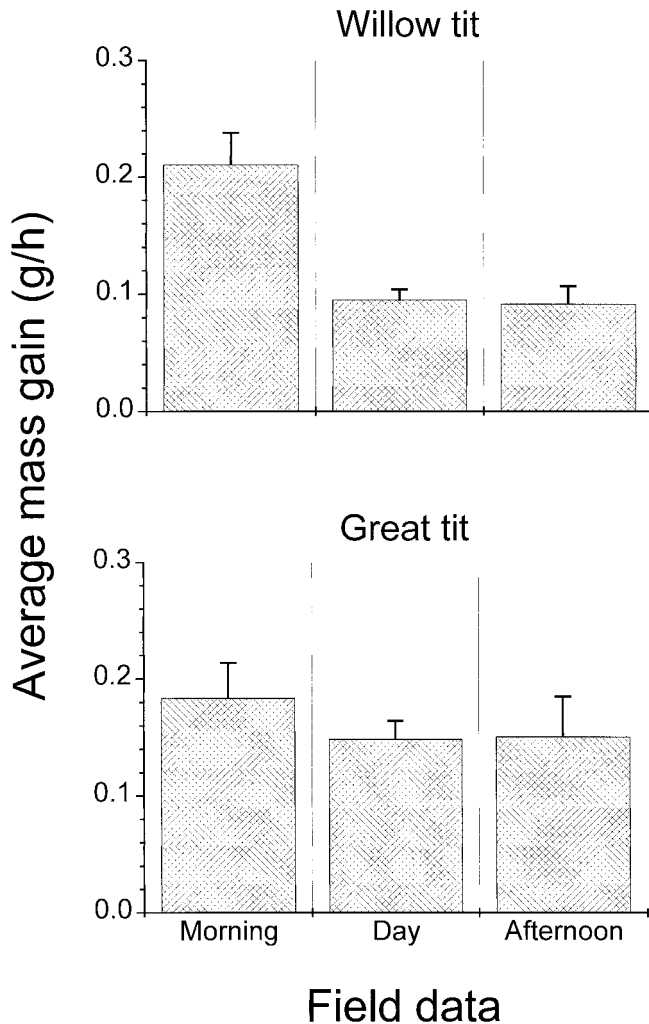 Willow tit
0.3
0.2
0.1
0.0
Average mass gain (g/h)
Great tit
0.3
0.2
0.1
0.0
Morning Day Afternoon
Field data